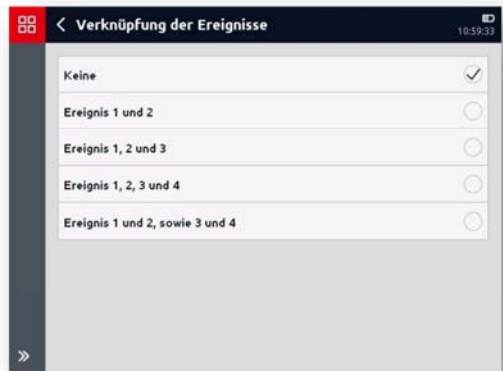 Verknüpfung der Ereignisse
10:59:33
Keine
Ereignis 1 und 2
Ereignis 1, 2 und 3
Ereignis 1, 2, 3 und 4
Ereignis 1 und 2, sowie 3 und 4